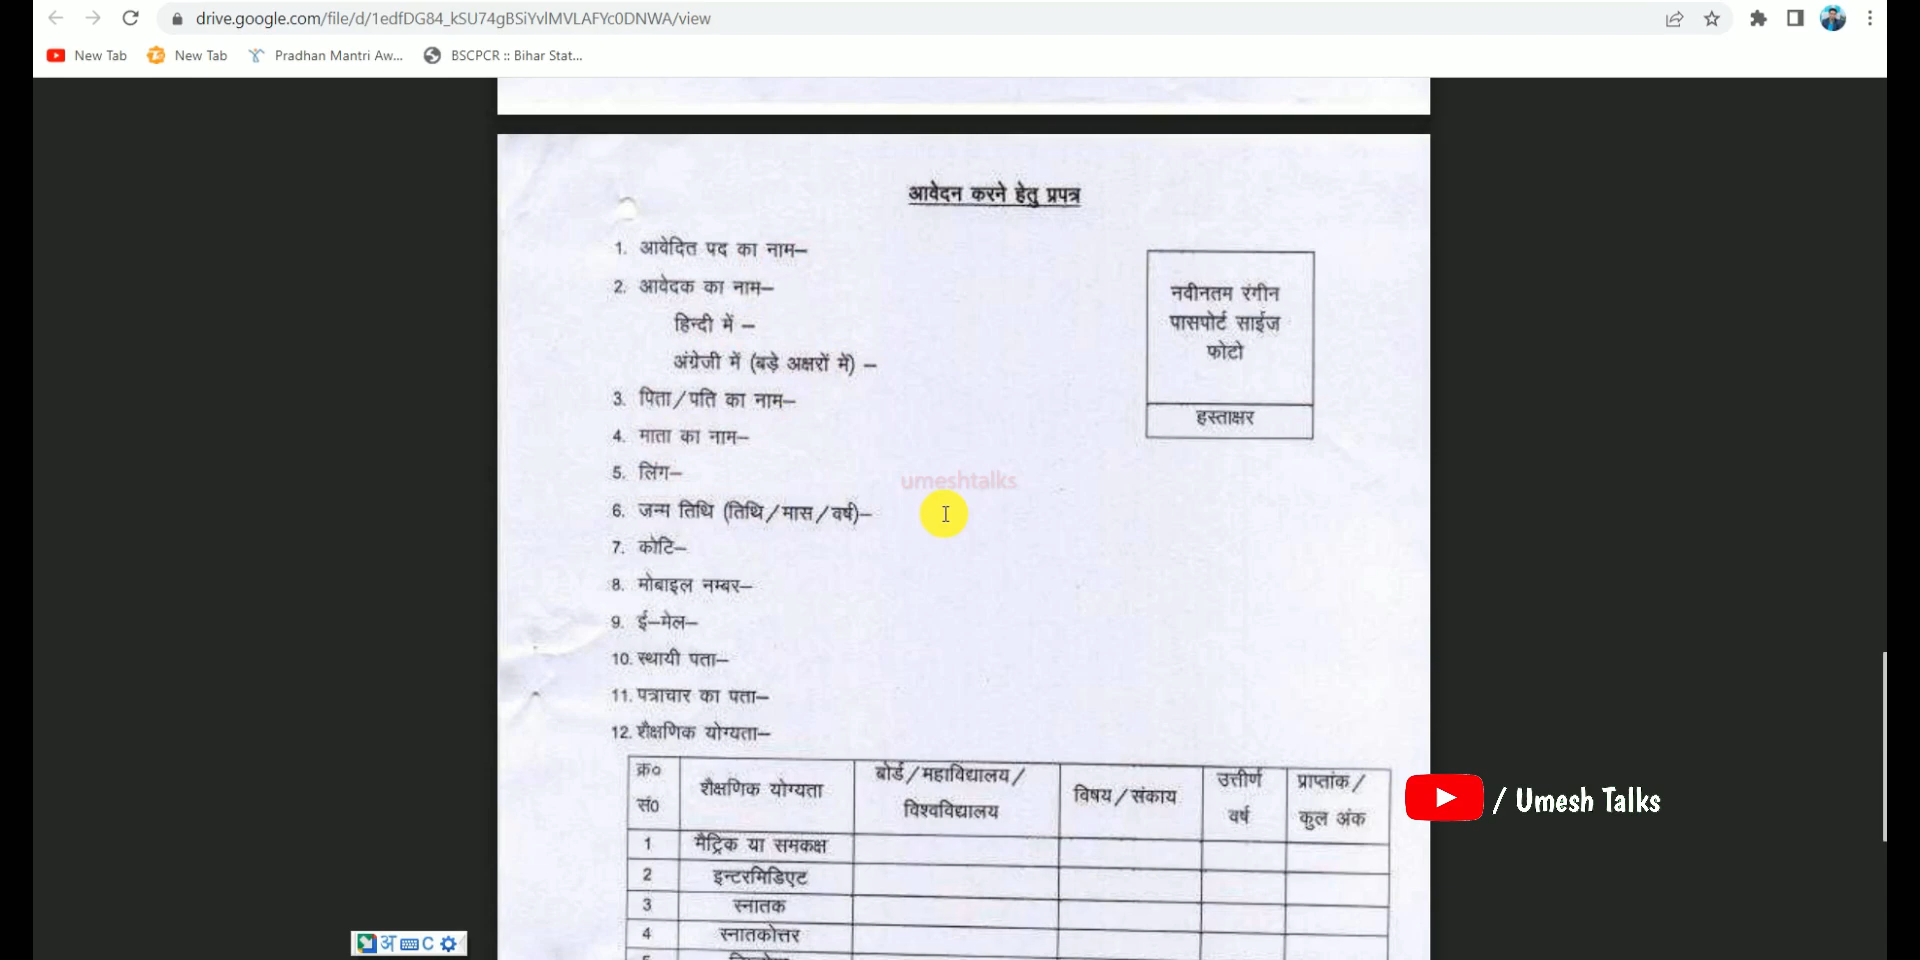 drive.google.com/file/d/1edfDG84_kSU74gBSiYvlMVLAFYc0DNWA/view
New Tab
New Tab
Pradhan Mantri Aw...
BSCPCR :: Bihar Stat...
आवेदन करने हेतु प्रपत्र
1. आवेदित पद का नाम–
2. आवेदक का नाम–
हिन्दी में –
अंग्रेजी में (बड़े अक्षरों में) –
नवीनतम रंगीन
पासपोर्ट साईज
फोटो
हस्ताक्षर
3. पिता/पति का नाम–
4. माता का नाम–
5. लिंग–
umeshtalks
6. जन्म तिथि (तिथि/मास/वर्ष)–
7. कोटि–
8. मोबाइल नम्बर–
9. ई–मेल–
10. स्थायी पता–
11. पत्राचार का पता–
12. शैक्षणिक योग्यता–
क्र० सं० शैक्षणिक योग्यता बोर्ड/महाविद्यालय/ विश्वविद्यालय विषय/संकाय उत्तीर्ण वर्ष प्राप्तांक/ कुल अंक
1 मैट्रिक या समकक्ष
2 इन्टरमिडिएट
3 स्नातक
4 स्नातकोत्तर
/ Umesh Talks
अ C